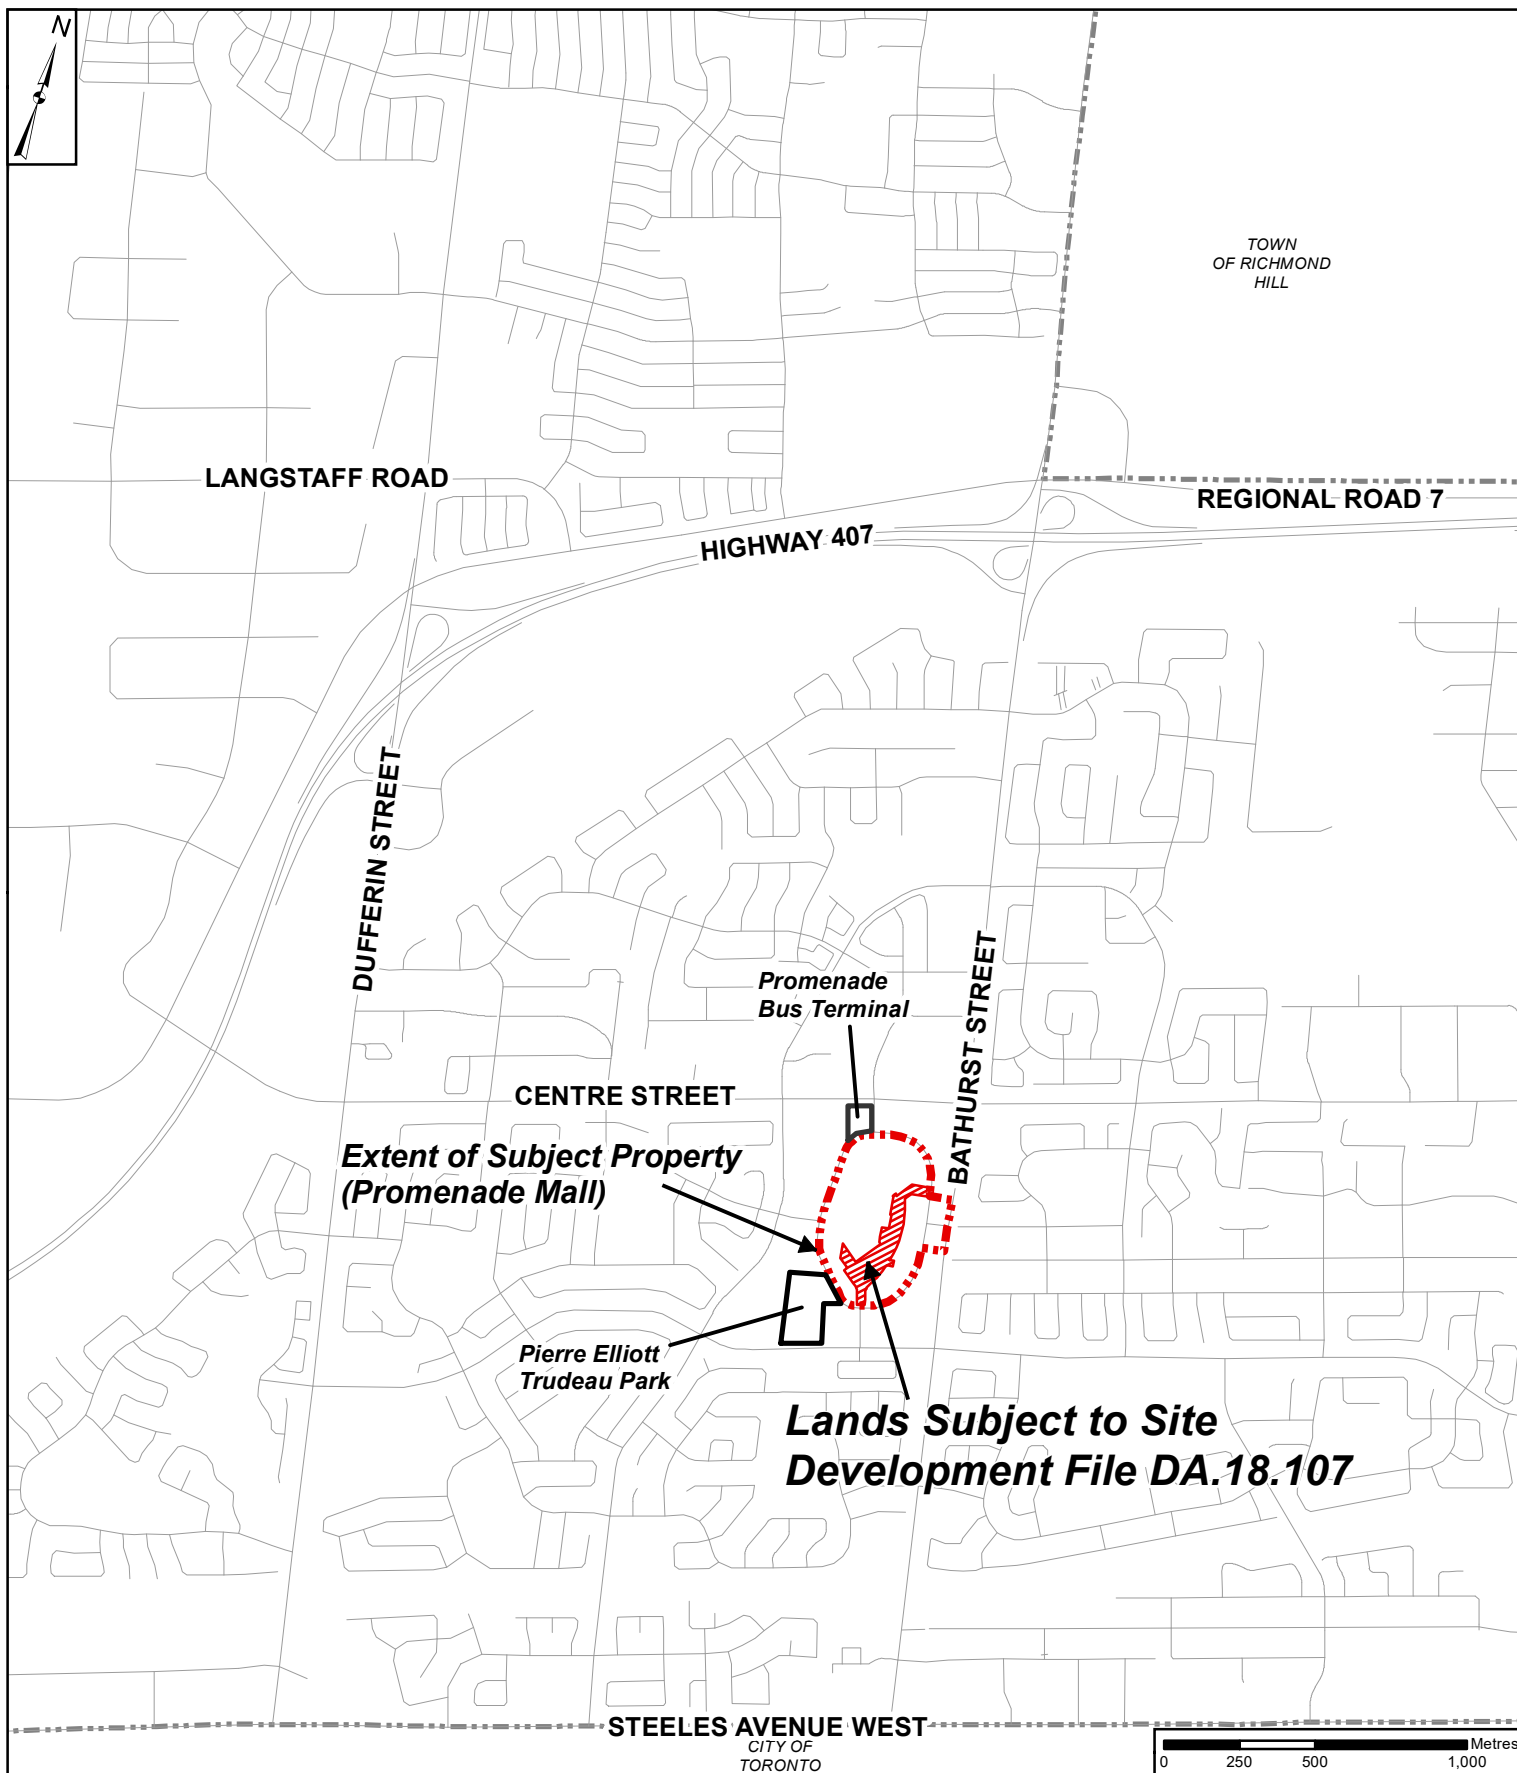 N
TOWN
OF RICHMOND
HILL
LANGSTAFF ROAD
REGIONAL ROAD 7
HIGHWAY 407
DUFFERIN STREET
BATHURST STREET
Promenade
Bus Terminal
CENTRE STREET
Extent of Subject Property
(Promenade Mall)
Pierre Elliott
Trudeau Park
Lands Subject to Site
Development File DA.18.107
STEELES AVENUE WEST
CITY OF
TORONTO
Metres
0 250 500 1,000